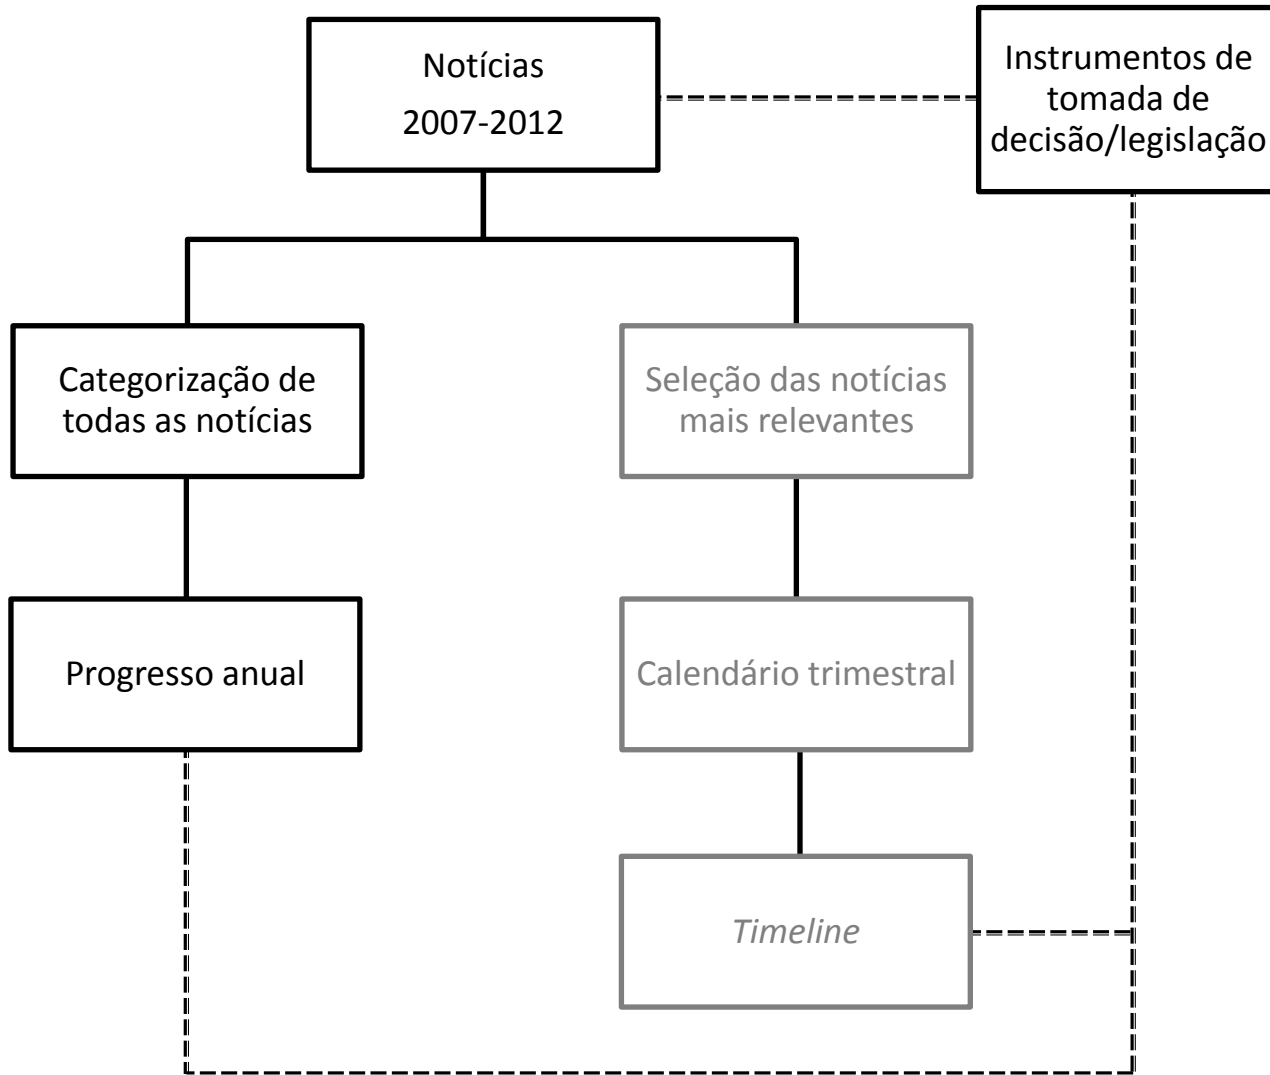 Notícias
2007-2012
Instrumentos de
tomada de
decisão/legislação
Categorização de
todas as notícias
Seleção das notícias
mais relevantes
Progresso anual
Calendário trimestral
Timeline